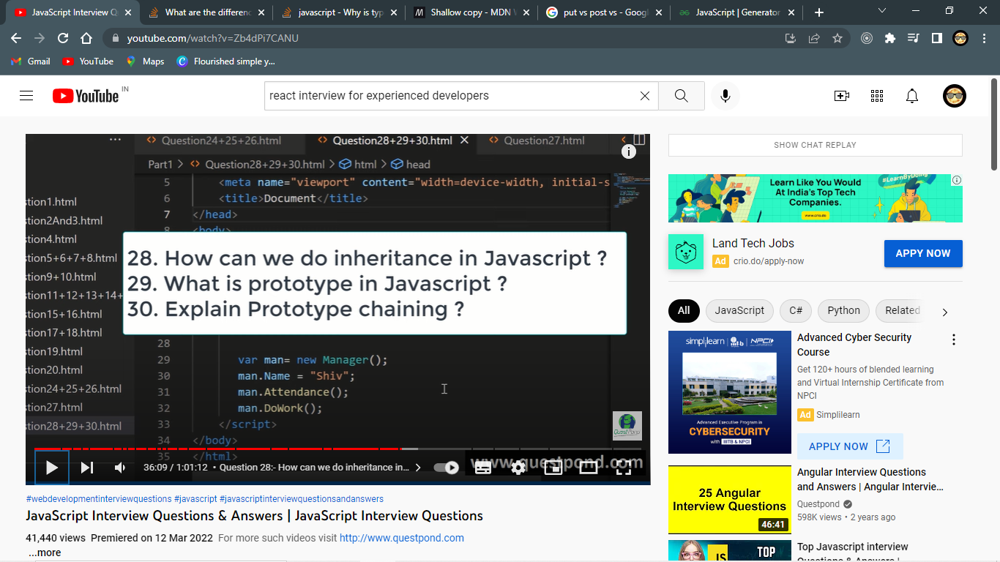 JavaScript Interview Q
What are the differenc
javascript - Why is typ
Shallow copy - MDN
put vs post vs - Googl
JavaScript | Generator
youtube.com/watch?v=Zb4dPi7CANU
Gmail
YouTube
Maps
Flourished simple y...
YouTube IN
react interview for experienced developers
Question24+25+26.html
Question28+29+30.html
Question27.html
Part1 > <> Question28+29+30.html > html > head
5 <meta name="viewport" content="width=device-width, initial-s
6 <title>Document</title>
7 </head>
8 <body>
stion1.html
stion2And3.html
stion4.html
stion5+6+7+8.html
stion9+10.html
stion11+12+13+14+
stion15+16.html
stion17+18.html
stion19.html
stion20.html
stion24+25+26.html
stion27.html
stion28+29+30.html
28. How can we do inheritance in Javascript ?
29. What is prototype in Javascript ?
30. Explain Prototype chaining ?
28
29 var man= new Manager();
30 man.Name = "Shiv";
31 man.Attendance();
32 man.DoWork();
33 </script>
34 </body>
35 </html>
QuestPond
www.questpond.com
36:09 / 1:01:12 • Question 28:- How can we do inheritance in...
#webdevelopmentinterviewquestions #javascript #javascriptinterviewquestionsandanswers
JavaScript Interview Questions & Answers | JavaScript Interview Questions
41,440 views Premiered on 12 Mar 2022 For more such videos visit http://www.questpond.com
...more
SHOW CHAT REPLAY
Learn Like You Would
At India's Top Tech
Companies.
www.crio.do
#LearnByDoing
Land Tech Jobs
Ad crio.do/apply-now
APPLY NOW
All
JavaScript
C#
Python
Related
simplilearn
NPCI
Advanced Executive Program in
CYBERSECURITY
with IIITB & NPCI
Advanced Cyber Security
Course
Get 120+ hours of blended learning
and Virtual Internship Certificate from
NPCI
Ad Simplilearn
APPLY NOW
25 Angular
Interview Questions
46:41
Angular Interview Questions
and Answers | Angular Intervie...
Questpond
598K views • 2 years ago
JS
TOP
Top Javascript interview
Questions & Answers |